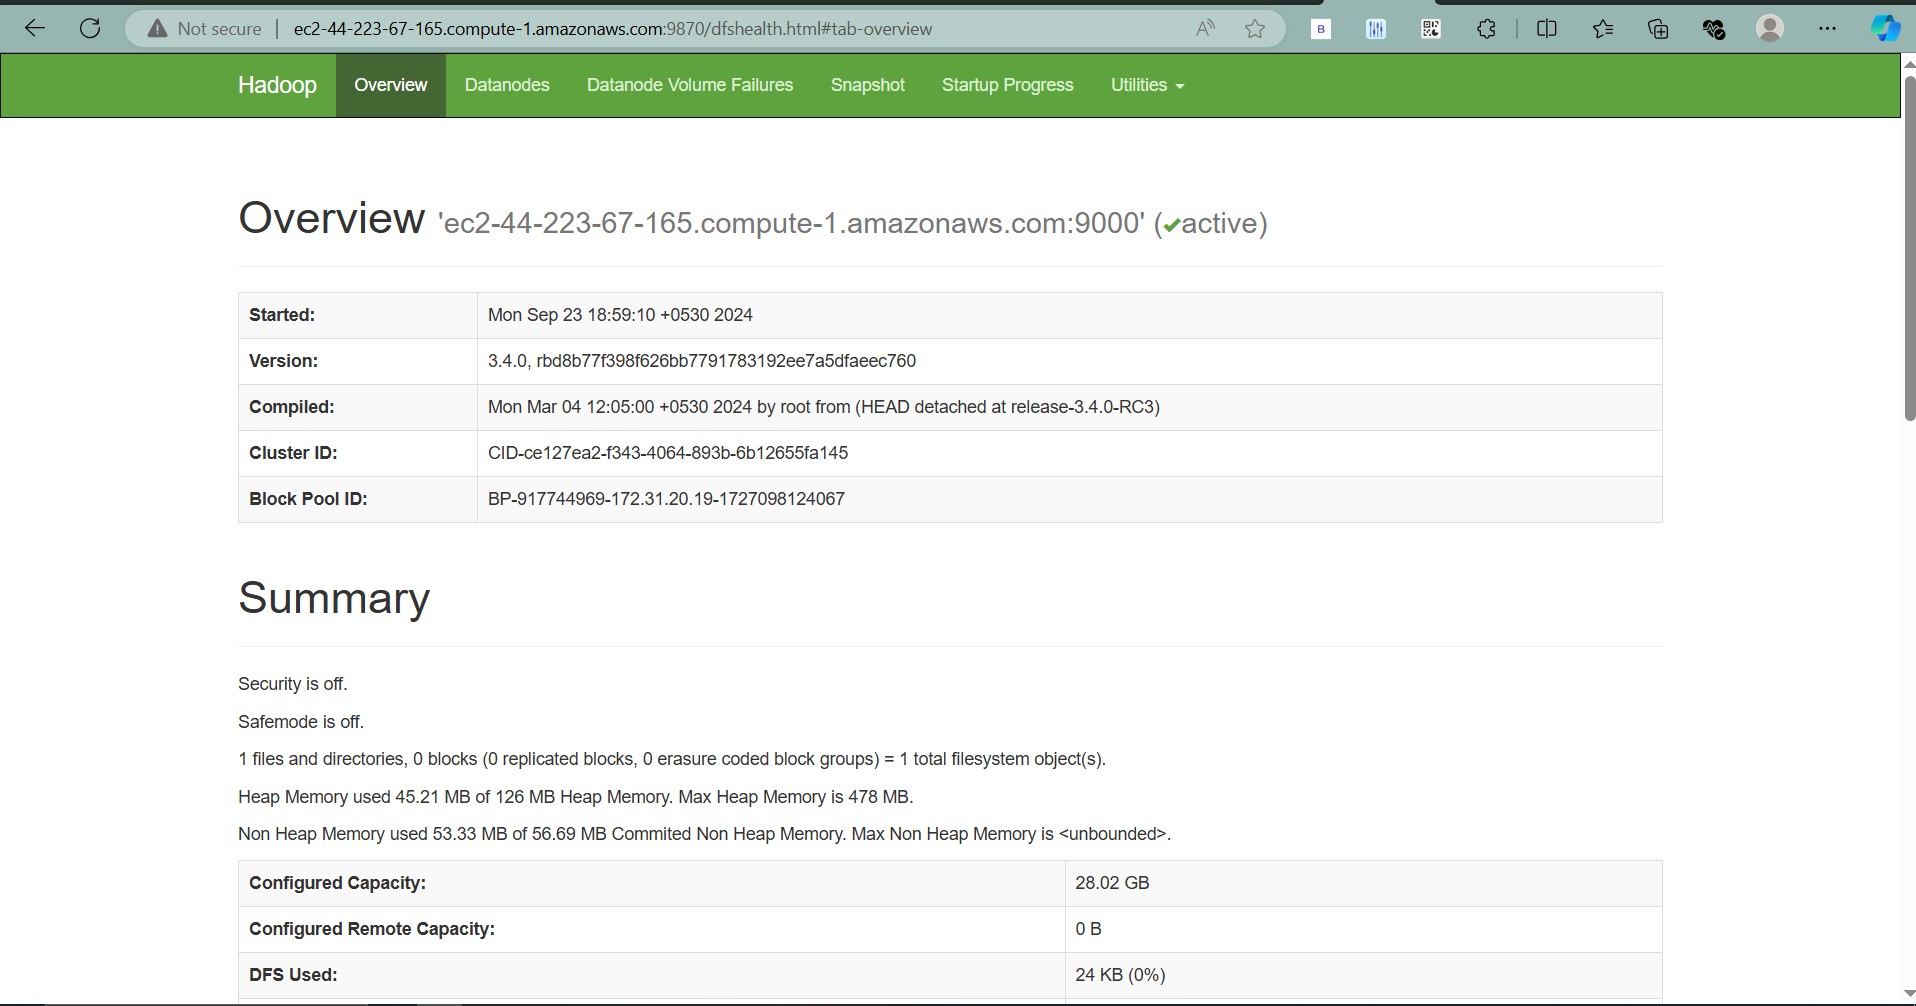 Not secure | ec2-44-223-67-165.compute-1.amazonaws.com:9870/dfshealth.html#tab-overview
B
Hadoop Overview Datanodes Datanode Volume Failures Snapshot Startup Progress Utilities
Overview 'ec2-44-223-67-165.compute-1.amazonaws.com:9000' (✔active)
Started: Mon Sep 23 18:59:10 +0530 2024
Version: 3.4.0, rbd8b77f398f626bb7791783192ee7a5dfaeec760
Compiled: Mon Mar 04 12:05:00 +0530 2024 by root from (HEAD detached at release-3.4.0-RC3)
Cluster ID: CID-ce127ea2-f343-4064-893b-6b12655fa145
Block Pool ID: BP-917744969-172.31.20.19-1727098124067
Summary
Security is off.
Safemode is off.
1 files and directories, 0 blocks (0 replicated blocks, 0 erasure coded block groups) = 1 total filesystem object(s).
Heap Memory used 45.21 MB of 126 MB Heap Memory. Max Heap Memory is 478 MB.
Non Heap Memory used 53.33 MB of 56.69 MB Commited Non Heap Memory. Max Non Heap Memory is <unbounded>.
Configured Capacity: 28.02 GB
Configured Remote Capacity: 0 B
DFS Used: 24 KB (0%)